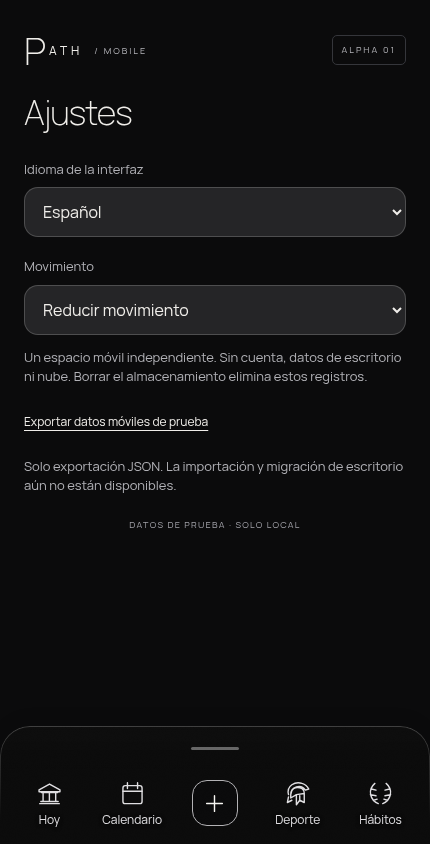 PATH / MOBILE
ALPHA 01
Ajustes
Idioma de la interfaz
Español
Movimiento
Reducir movimiento
Un espacio móvil independiente. Sin cuenta, datos de escritorio
ni nube. Borrar el almacenamiento elimina estos registros.
Exportar datos móviles de prueba
Solo exportación JSON. La importación y migración de escritorio
aún no están disponibles.
DATOS DE PRUEBA · SOLO LOCAL
Hoy
Calendario
Deporte
Hábitos